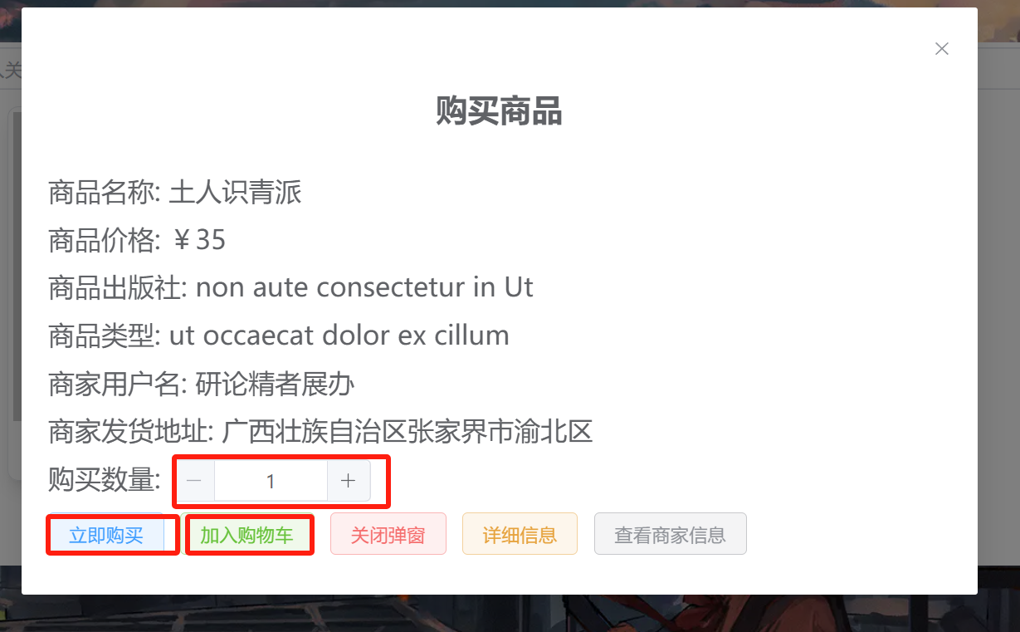 购买商品
商品名称: 土人识青派
商品价格: ￥35
商品出版社: non aute consectetur in Ut
商品类型: ut occaecat dolor ex cillum
商家用户名: 研论精者展办
商家发货地址: 广西壮族自治区张家界市渝北区
购买数量: 1
立即购买 加入购物车 关闭弹窗 详细信息 查看商家信息